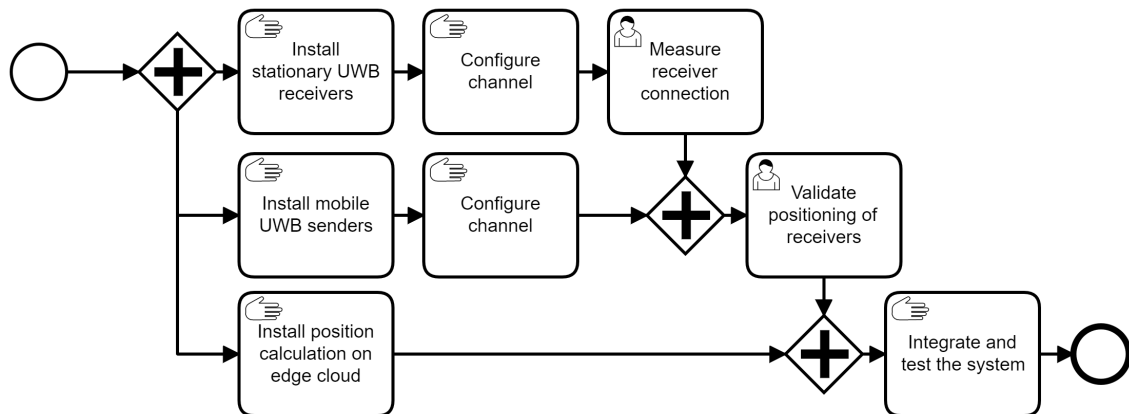 Install
stationary UWB
receivers
Configure
channel
Measure
receiver
connection
Install mobile
UWB senders
Configure
channel
Validate
positioning of
receivers
Install position
calculation on
edge cloud
Integrate and
test the system